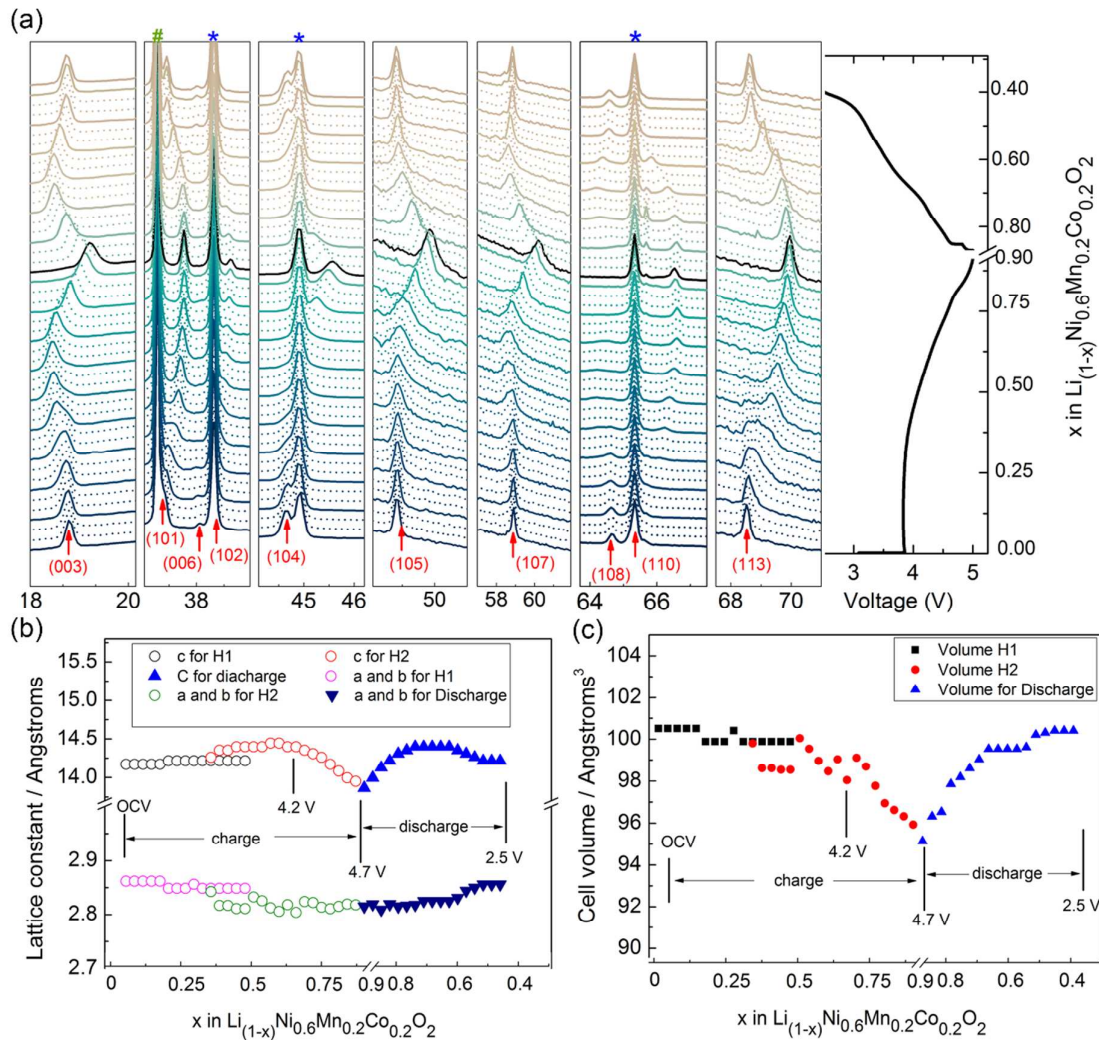 (a)
# * * *
(003)
(101)
(006)
(102)
(104)
(105)
(107)
(108)
(110)
(113)
18 20 38 45 46 50 58 60 64 66 68 70
3 4 5
Voltage (V)
0.40
0.60
0.80
0.90
0.75
0.50
0.25
0.00
x in Li(1-x)Ni0.6Mn0.2Co0.2O2
(b)
c for H1
c for H2
C for diacharge
a and b for H1
a and b for H2
a and b for Discharge
15.5
15.0
14.5
14.0
2.9
2.8
2.7
Lattice constant / Angstroms
OCV
4.2 V
charge
discharge
4.7 V
2.5 V
0 0.25 0.5 0.75 0.9 0.8 0.6 0.4
x in Li(1-x)Ni0.6Mn0.2Co0.2O2
(c)
Volume H1
Volume H2
Volume for Discharge
104
102
100
98
96
94
92
90
Cell volume / Angstroms³
OCV
4.2 V
charge
discharge
4.7 V
2.5 V
0 0.25 0.5 0.75 0.9 0.8 0.6 0.4
x in Li(1-x)Ni0.6Mn0.2Co0.2O2